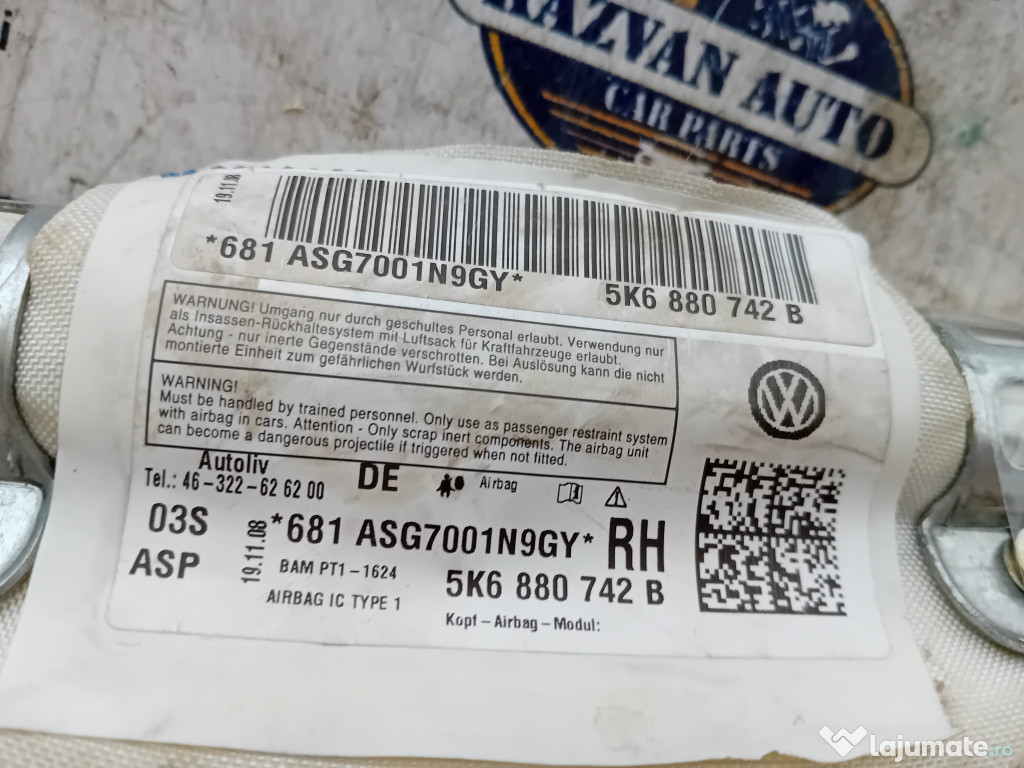 RAZVAN AUTO
CAR PARTS
19.11.08
*681 ASG7001N9GY*
5K6 880 742 B
WARNUNG! Umgang nur durch geschultes Personal erlaubt. Verwendung nur
als Insassen-Rückhaltesystem mit Luftsack für Kraftfahrzeuge erlaubt.
Achtung - nur inerte Gegenstände verschrotten. Bei Auslösung kann die nicht
montierte Einheit zum gefährlichen Wurfstück werden.
WARNING!
Must be handled by trained personnel. Only use as passenger restraint system
with airbag in cars. Attention - Only scrap inert components. The airbag unit
can become a dangerous projectile if triggered when not fitted.
Autoliv
Tel.: 46-322-62 62 00
DE
Airbag
03S
ASP
19.11.08
*681 ASG7001N9GY*
RH
BAM PT1-1624
5K6 880 742 B
AIRBAG IC TYPE 1
Kopf-Airbag-Modul:
lajumate.ro